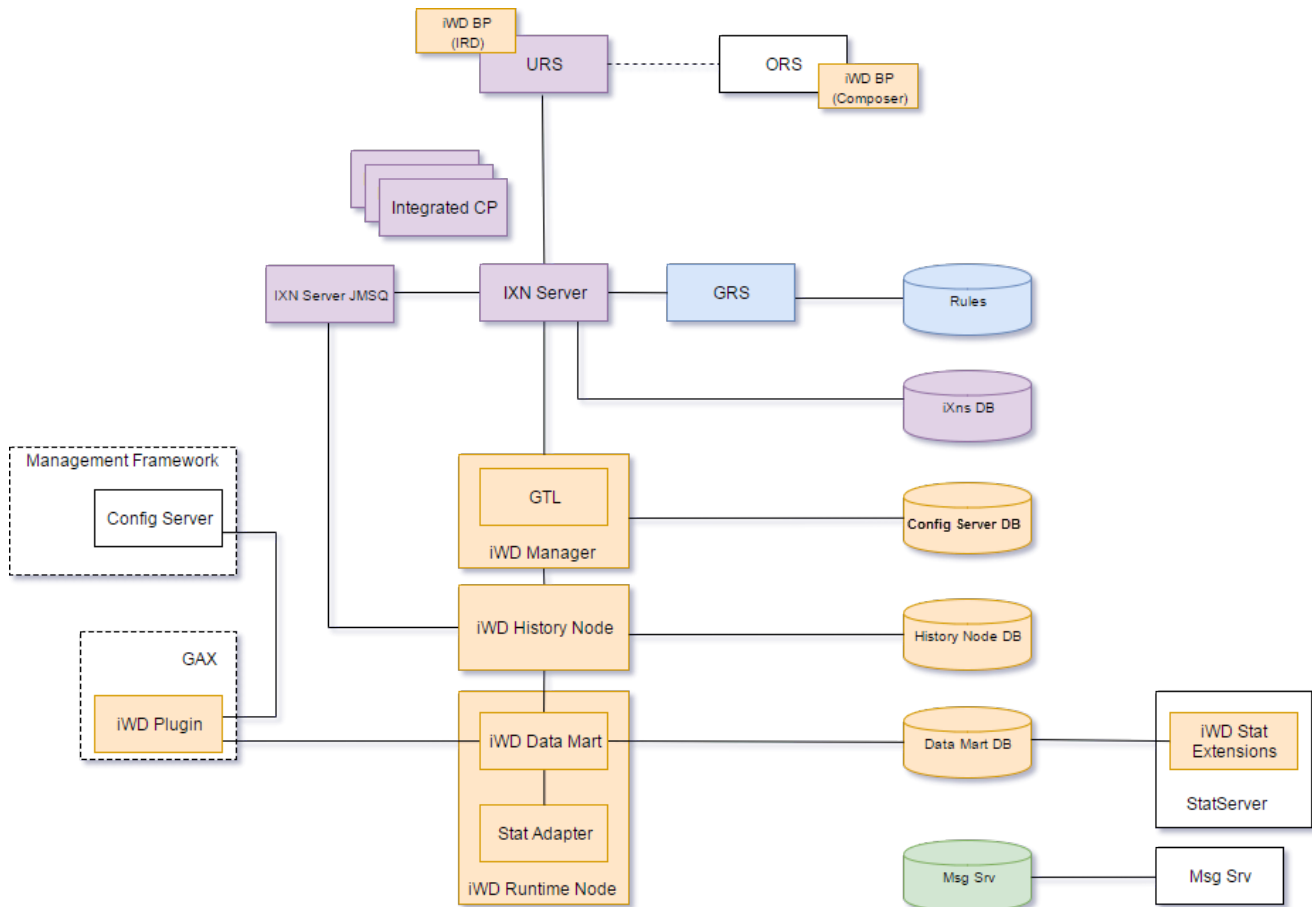 iWD BP
(IRD)
URS
ORS
iWD BP
(Composer)
Integrated CP
IXN Server JMSQ
IXN Server
GRS
Rules
iXns DB
Management Framework
Config Server
GTL
iWD Manager
Config Server DB
iWD History Node
History Node DB
GAX
iWD Plugin
iWD Data Mart
Data Mart DB
iWD Stat
Extensions
StatServer
Stat Adapter
iWD Runtime Node
Msg Srv
Msg Srv